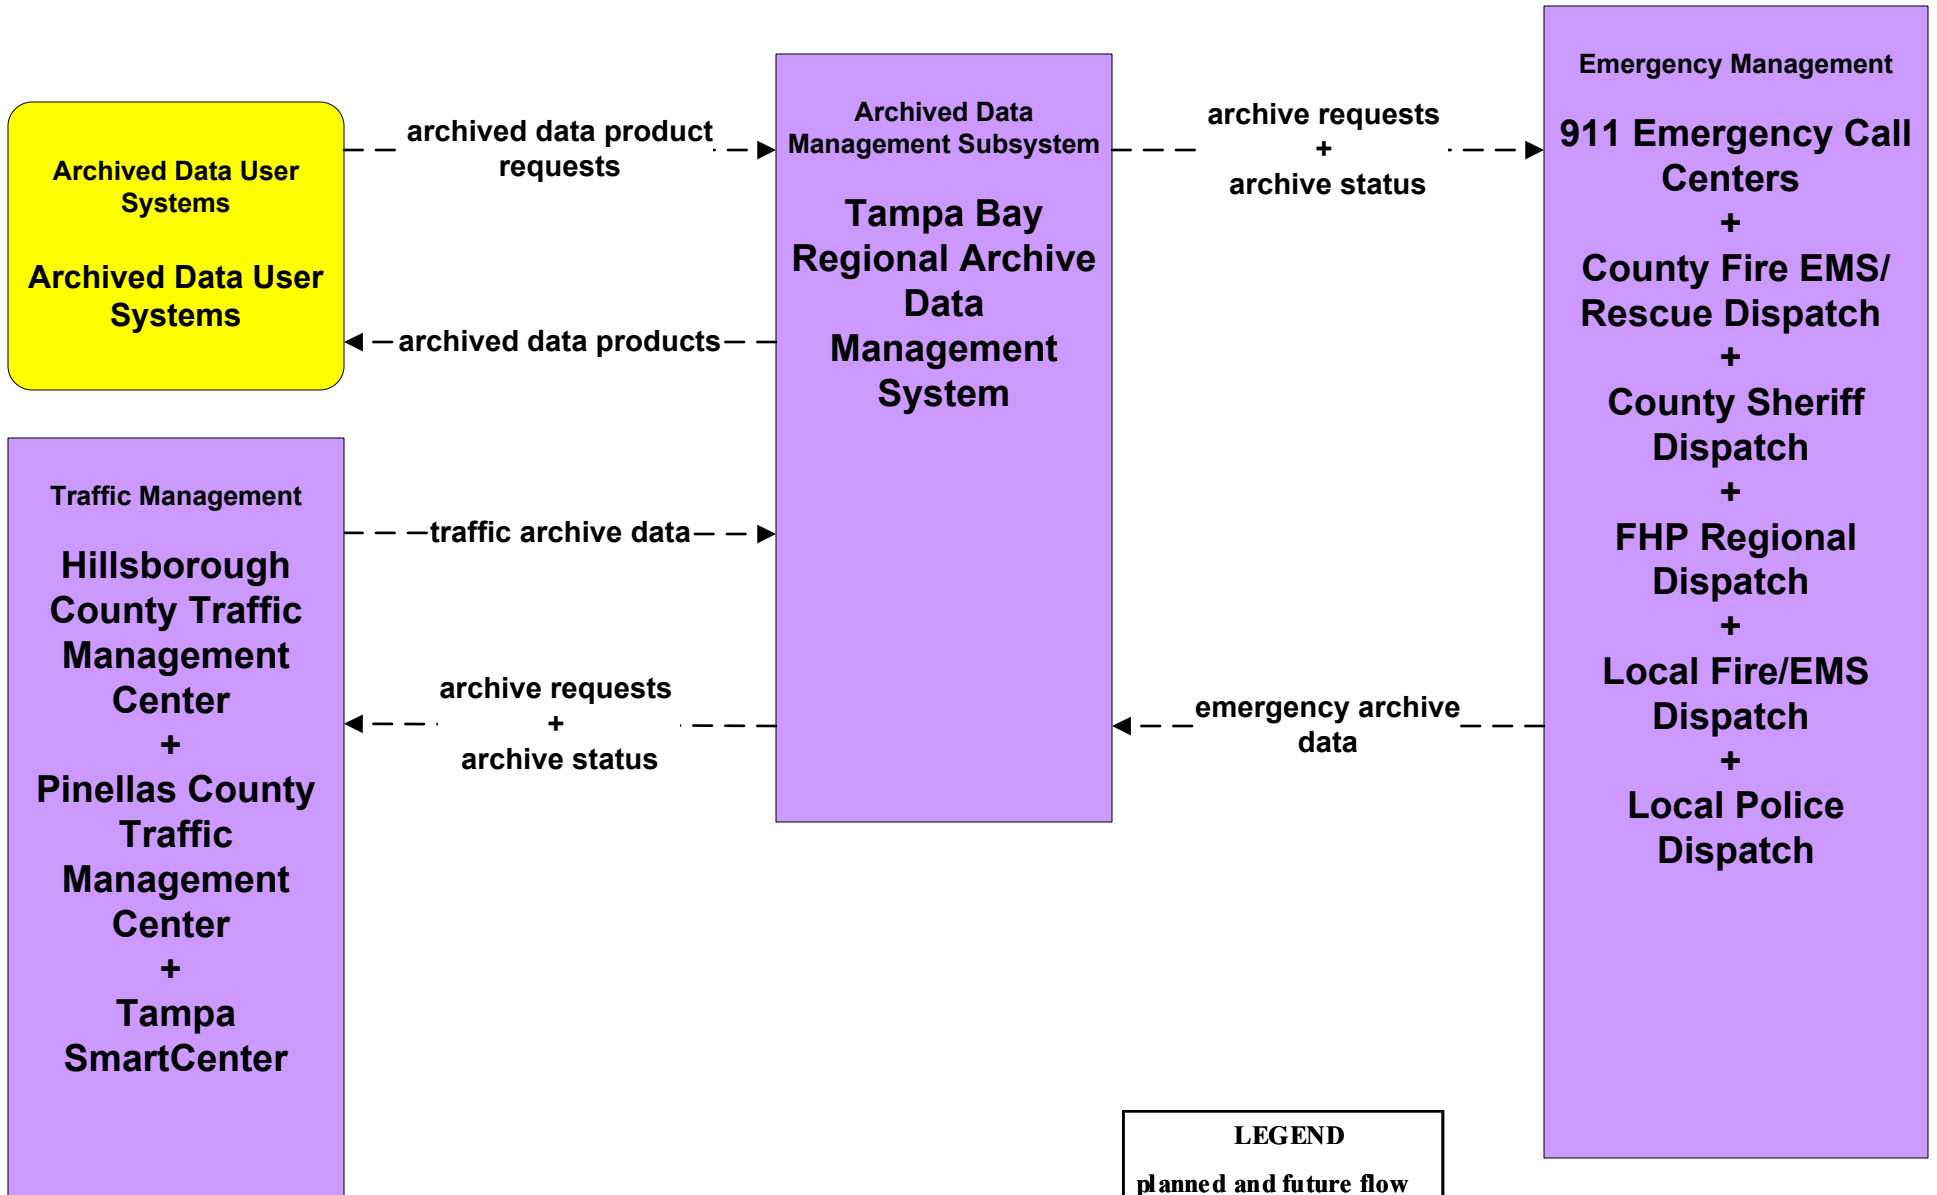 Archived Data User
Systems
Archived Data User
Systems
archived data product
requests
archived data products
Archived Data
Management Subsystem
Tampa Bay
Regional Archive
Data
Management
System
archive requests
+
archive status
Emergency Management
911 Emergency Call
Centers
+
County Fire EMS/
Rescue Dispatch
+
County Sheriff
Dispatch
+
FHP Regional
Dispatch
+
Local Fire/EMS
Dispatch
+
Local Police
Dispatch
Traffic Management
Hillsborough
County Traffic
Management
Center
+
Pinellas County
Traffic
Management
Center
+
Tampa
SmartCenter
traffic archive data
archive requests
+
archive status
emergency archive
data
LEGEND
planned and future flow